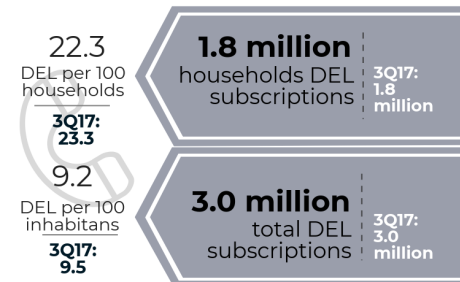 22.3
DEL per 100
households
3Q17:
23.3
1.8 million
households DEL
subscriptions
3Q17:
1.8
million
9.2
DEL per 100
inhabitans
3Q17:
9.5
3.0 million
total DEL
subscriptions
3Q17:
3.0
million